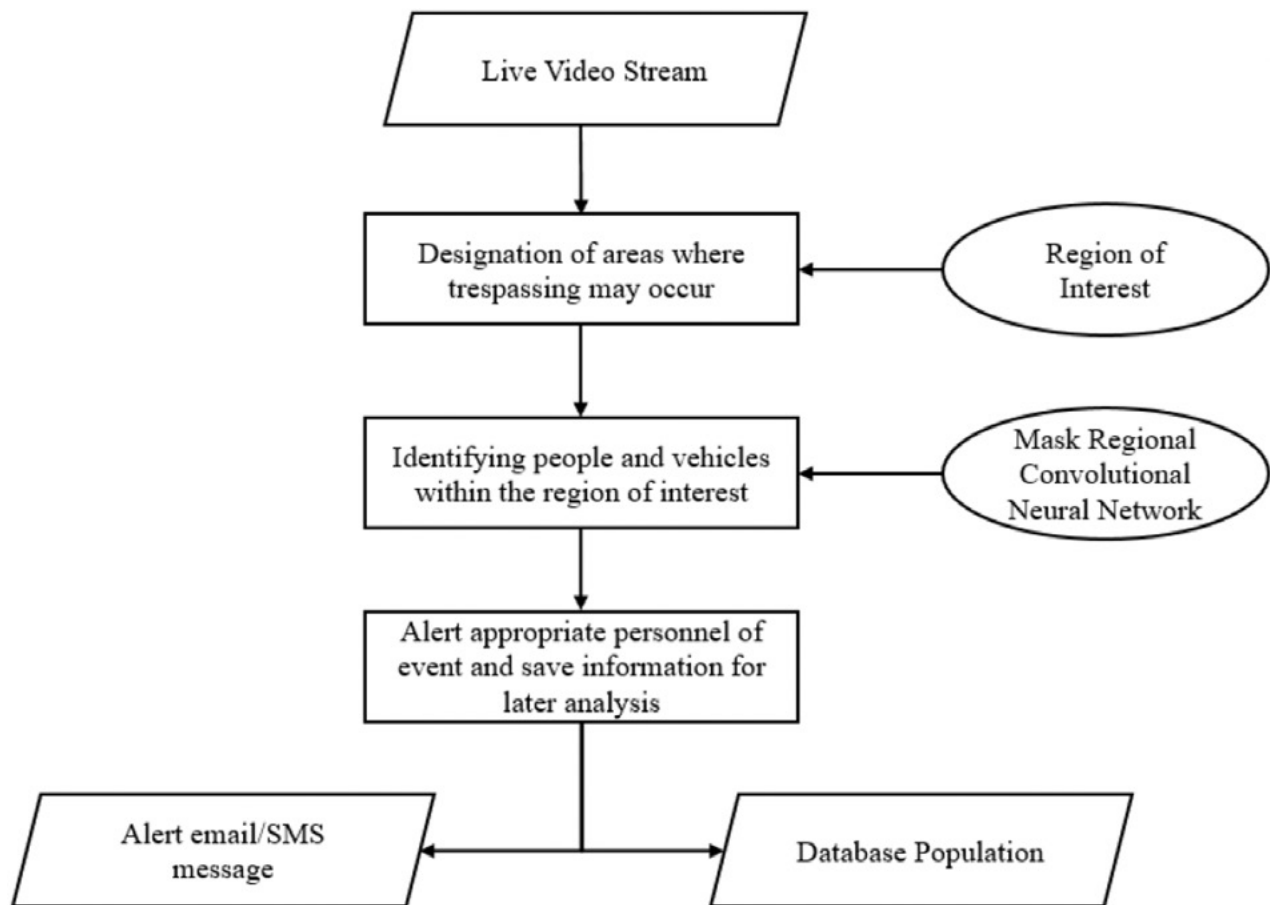 Live Video Stream
Designation of areas where
trespassing may occur
Region of
Interest
Identifying people and vehicles
within the region of interest
Mask Regional
Convolutional
Neural Network
Alert appropriate personnel of
event and save information for
later analysis
Alert email/SMS
message
Database Population